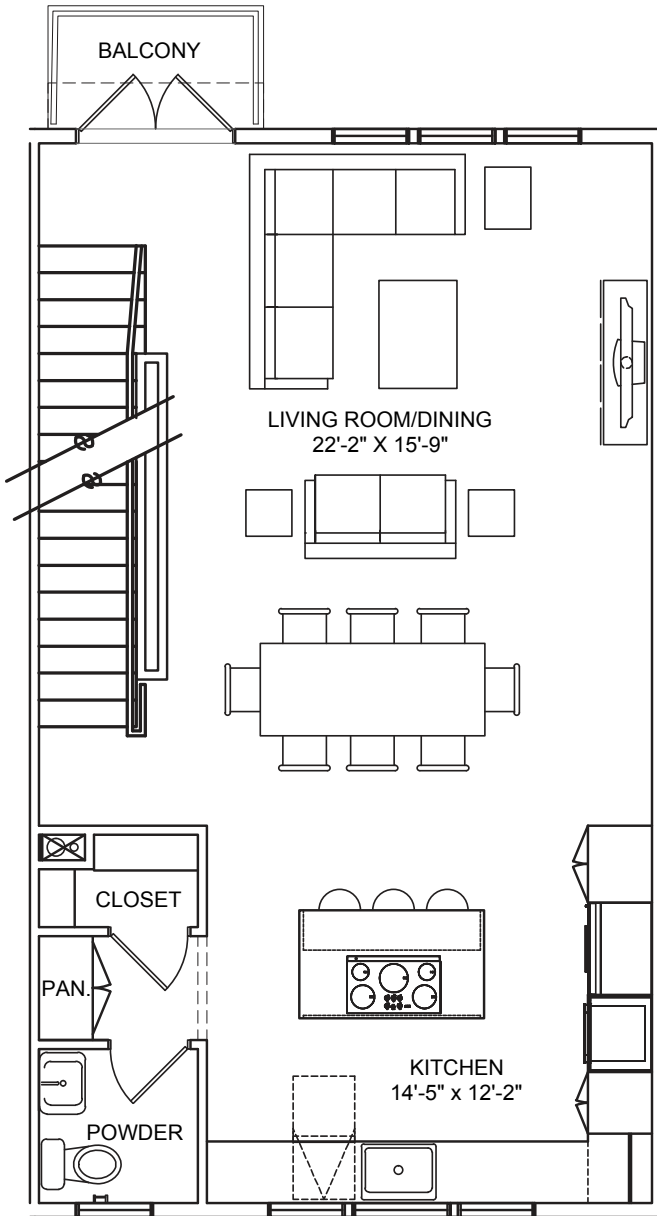 BALCONY
LIVING ROOM/DINING
22'-2" X 15'-9"
CLOSET
PAN.
KITCHEN
14'-5" x 12'-2"
POWDER